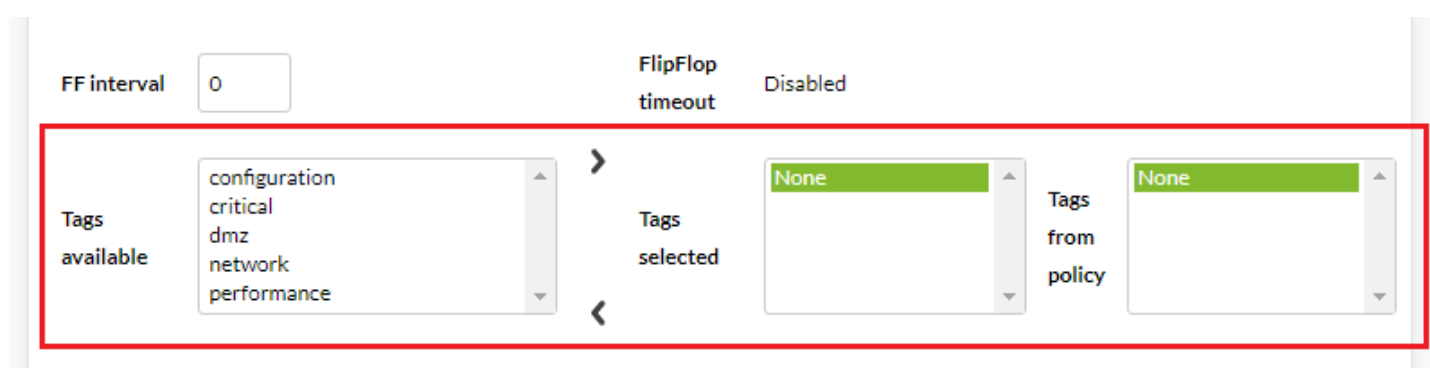 FF interval
0
FlipFlop
timeout
Disabled
Tags
available
configuration
critical
dmz
network
performance
Tags
selected
None
Tags
from
policy
None